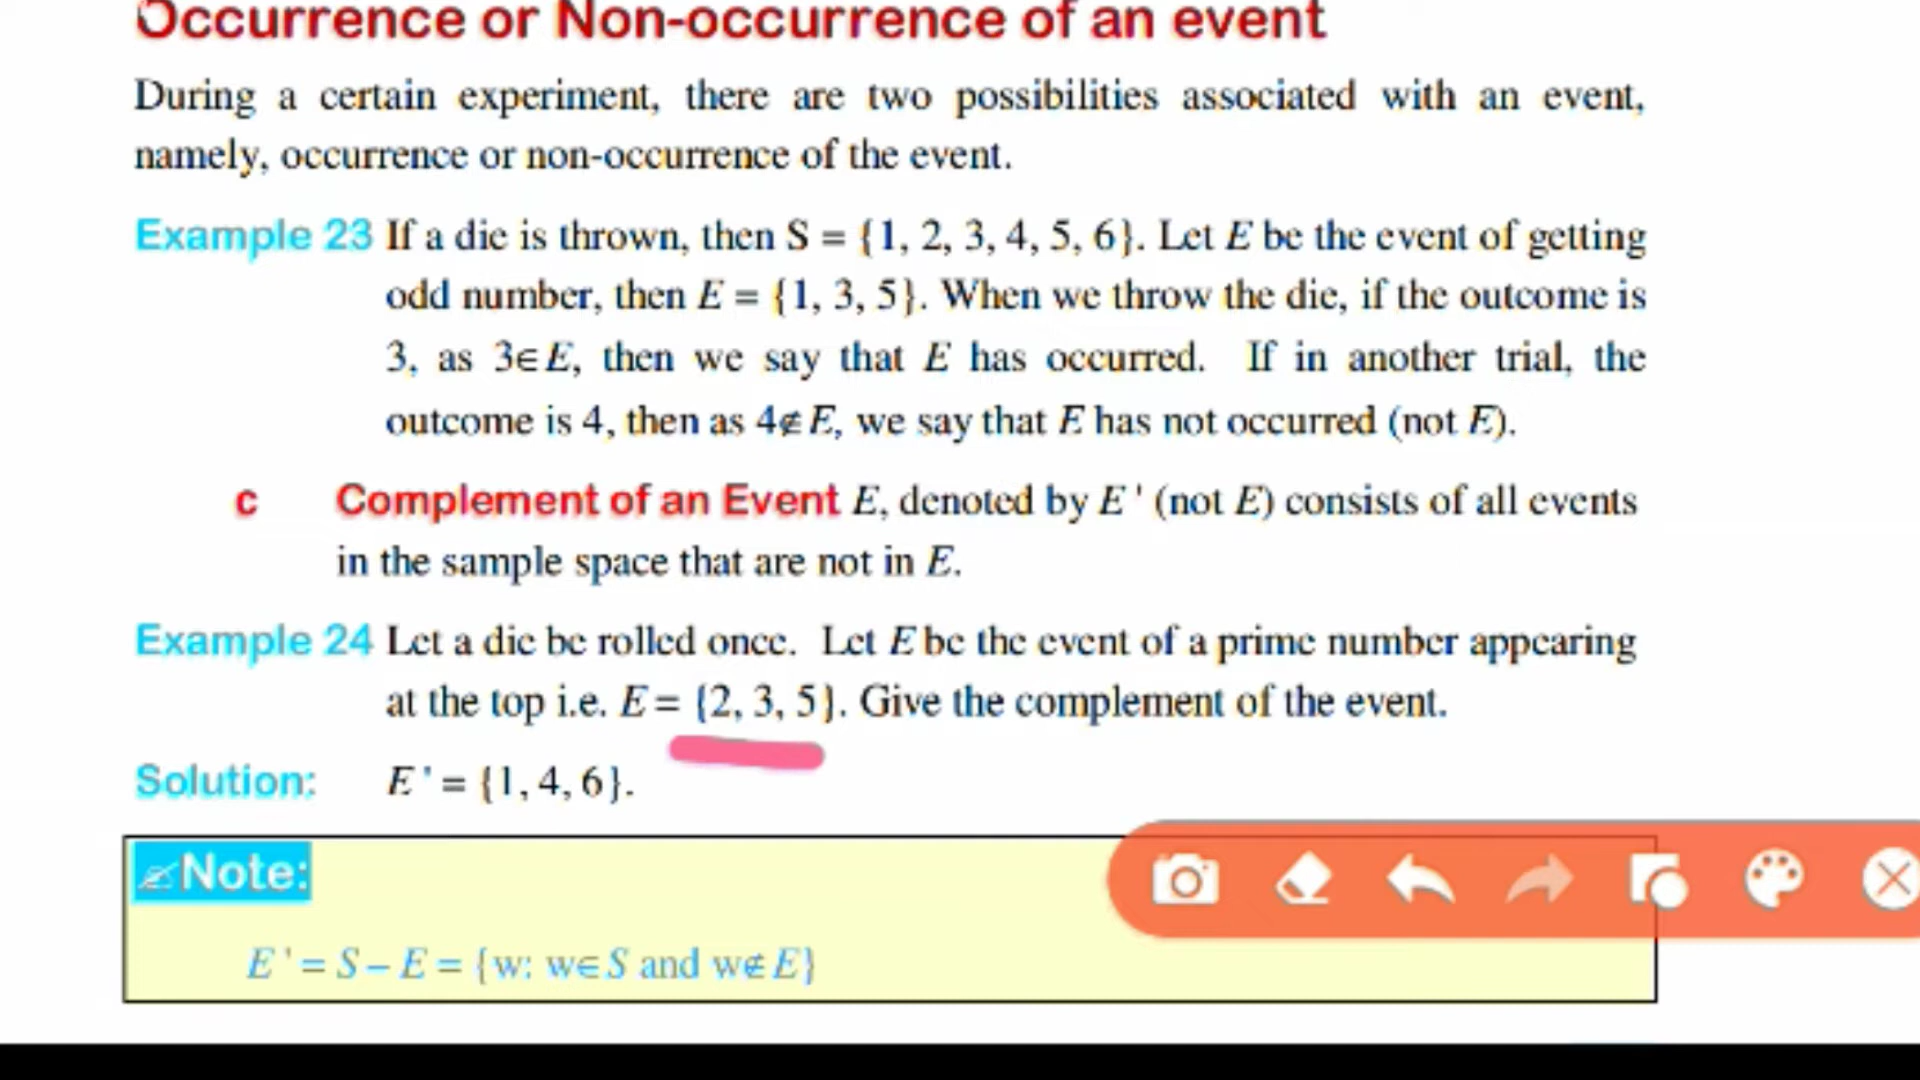 Occurrence or Non-occurrence of an event
During a certain experiment, there are two possibilities associated with an event,
namely, occurrence or non-occurrence of the event.
Example 23 If a die is thrown, then S = {1, 2, 3, 4, 5, 6}. Let E be the event of getting
odd number, then E = {1, 3, 5}. When we throw the die, if the outcome is
3, as 3∈E, then we say that E has occurred. If in another trial, the
outcome is 4, then as 4∉E, we say that E has not occurred (not E).
c Complement of an Event E, denoted by E' (not E) consists of all events
in the sample space that are not in E.
Example 24 Let a die be rolled once. Let E be the event of a prime number appearing
at the top i.e. E = {2, 3, 5}. Give the complement of the event.
Solution: E' = {1, 4, 6}.
Note:
E' = S – E = {w: w∈S and w∉E}